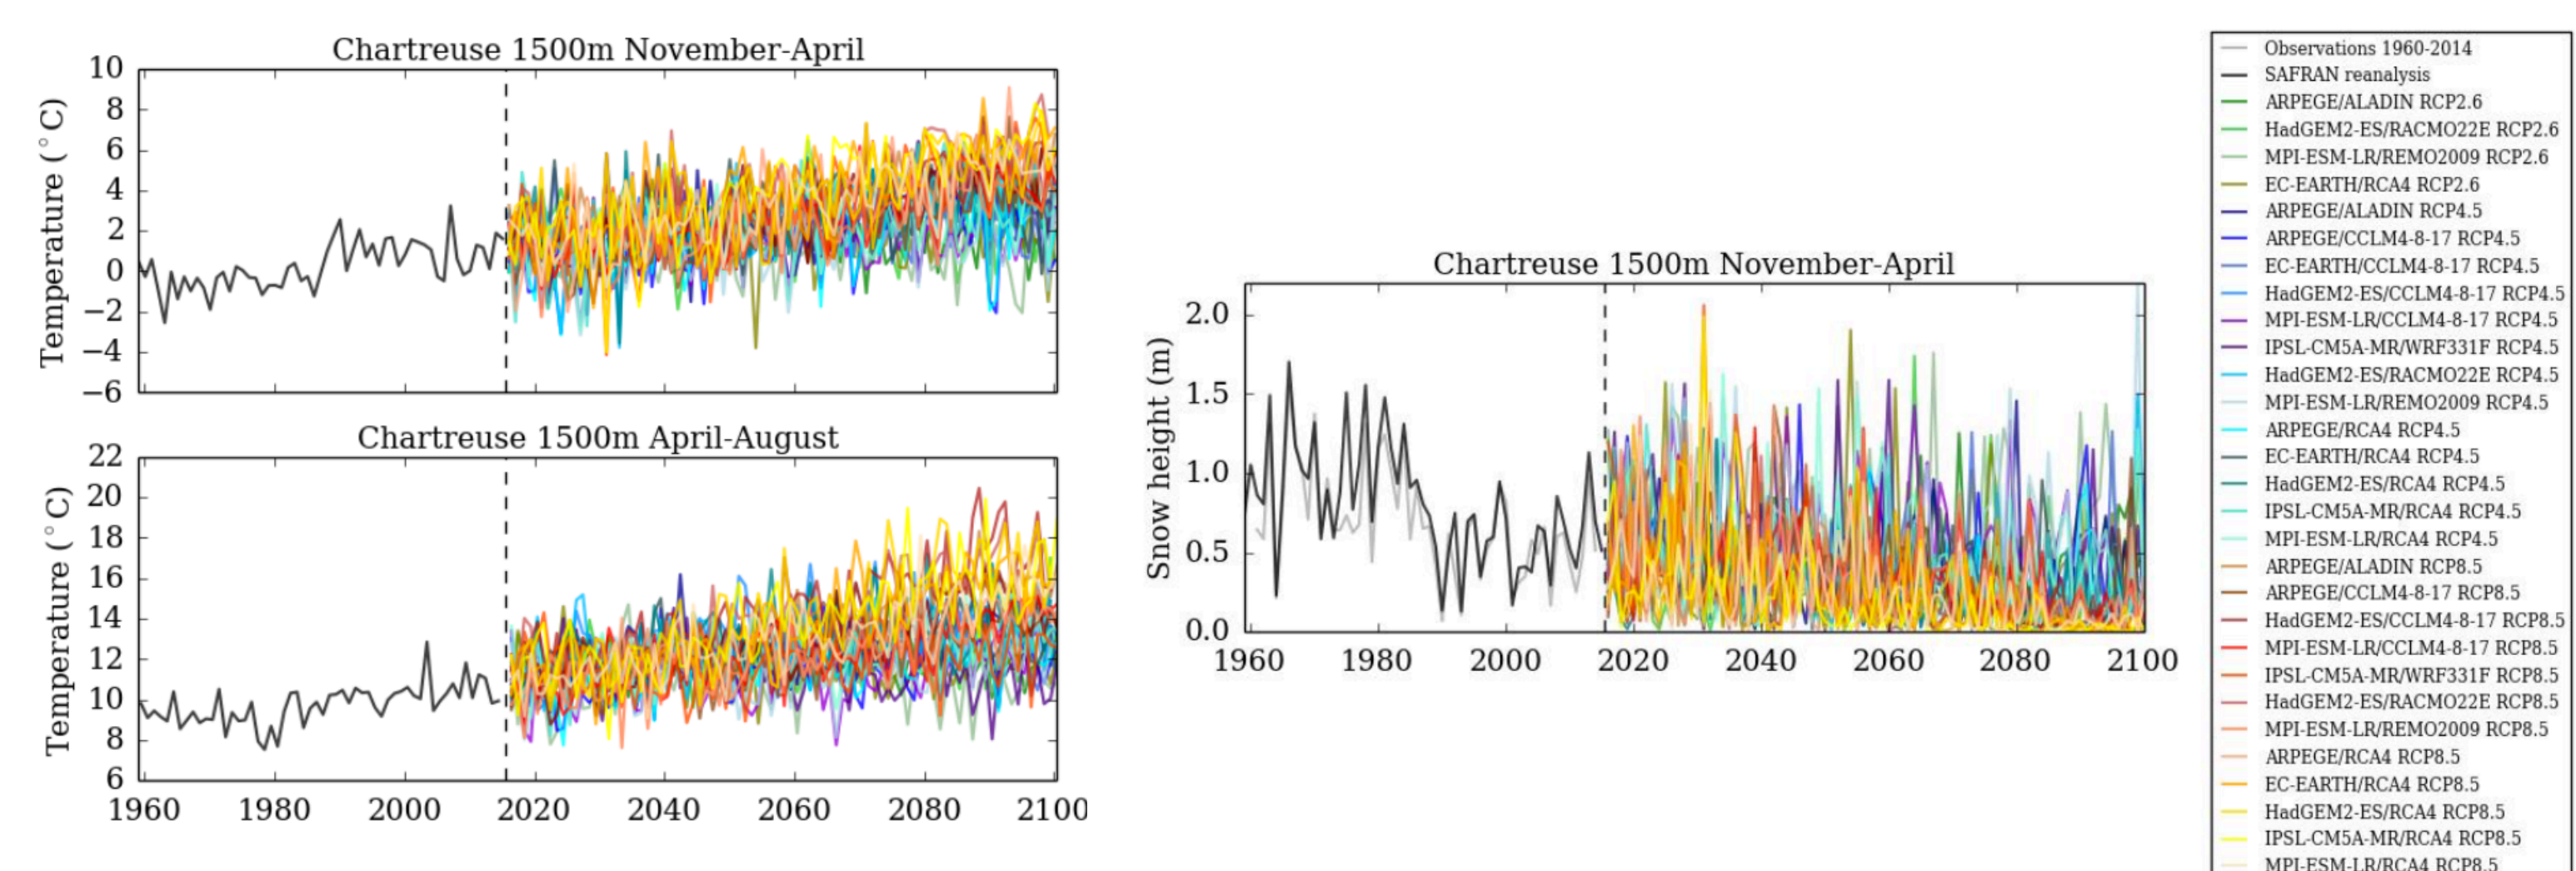 Chartreuse 1500m November-April
Temperature (°C)
10
8
6
4
2
0
−2
−4
−6
Chartreuse 1500m April-August
Temperature (°C)
22
20
18
16
14
12
10
8
6
1960 1980 2000 2020 2040 2060 2080 2100
Chartreuse 1500m November-April
Snow height (m)
2.0
1.5
1.0
0.5
0.0
1960 1980 2000 2020 2040 2060 2080 2100
Observations 1960-2014
SAFRAN reanalysis
ARPEGE/ALADIN RCP2.6
HadGEM2-ES/RACMO22E RCP2.6
MPI-ESM-LR/REMO2009 RCP2.6
EC-EARTH/RCA4 RCP2.6
ARPEGE/ALADIN RCP4.5
ARPEGE/CCLM4-8-17 RCP4.5
EC-EARTH/CCLM4-8-17 RCP4.5
HadGEM2-ES/CCLM4-8-17 RCP4.5
MPI-ESM-LR/CCLM4-8-17 RCP4.5
IPSL-CM5A-MR/WRF331F RCP4.5
HadGEM2-ES/RACMO22E RCP4.5
MPI-ESM-LR/REMO2009 RCP4.5
ARPEGE/RCA4 RCP4.5
EC-EARTH/RCA4 RCP4.5
HadGEM2-ES/RCA4 RCP4.5
IPSL-CM5A-MR/RCA4 RCP4.5
MPI-ESM-LR/RCA4 RCP4.5
ARPEGE/ALADIN RCP8.5
ARPEGE/CCLM4-8-17 RCP8.5
HadGEM2-ES/CCLM4-8-17 RCP8.5
MPI-ESM-LR/CCLM4-8-17 RCP8.5
IPSL-CM5A-MR/WRF331F RCP8.5
HadGEM2-ES/RACMO22E RCP8.5
MPI-ESM-LR/REMO2009 RCP8.5
ARPEGE/RCA4 RCP8.5
EC-EARTH/RCA4 RCP8.5
HadGEM2-ES/RCA4 RCP8.5
IPSL-CM5A-MR/RCA4 RCP8.5
MPI-ESM-LR/RCA4 RCP8.5